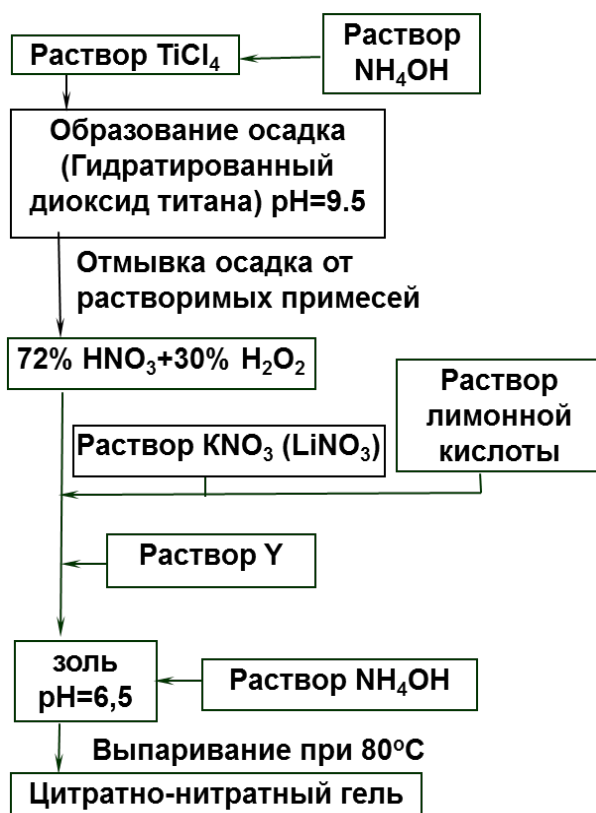 Раствор TiCl₄
Раствор
NH₄OH
Образование осадка
(Гидратированный
диоксид титана) pH=9.5
Отмывка осадка от
растворимых примесей
72% HNO₃+30% H₂O₂
Раствор
лимонной
кислоты
Раствор KNO₃ (LiNO₃)
Раствор Y
золь
pH=6,5
Раствор NH₄OH
Выпаривание при 80°C
Цитратно-нитратный гель